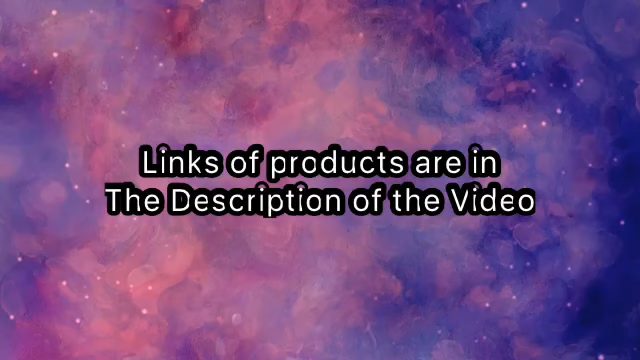 Links of products are in
The Description of the Video